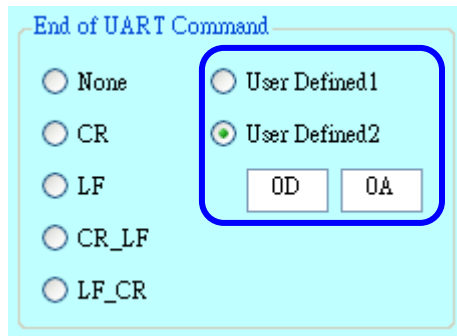 End of UART Command
None
User Defined1
CR
User Defined2
LF
0D
0A
CR_LF
LF_CR